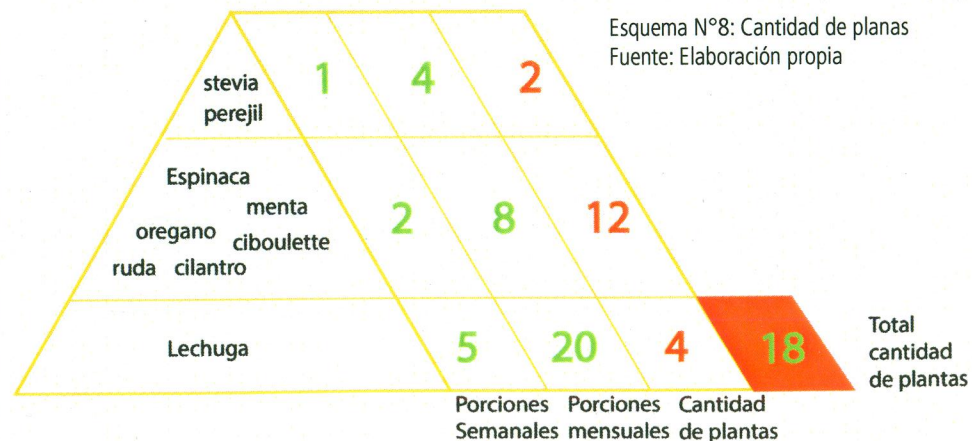 Esquema N°8: Cantidad de planas
Fuente: Elaboración propia
stevia
perejil
1 4 2
Espinaca
menta
oregano ciboulette
ruda cilantro
2 8 12
Lechuga
5 20 4 18
Total
cantidad
de plantas
Porciones Porciones Cantidad
Semanales mensuales de plantas